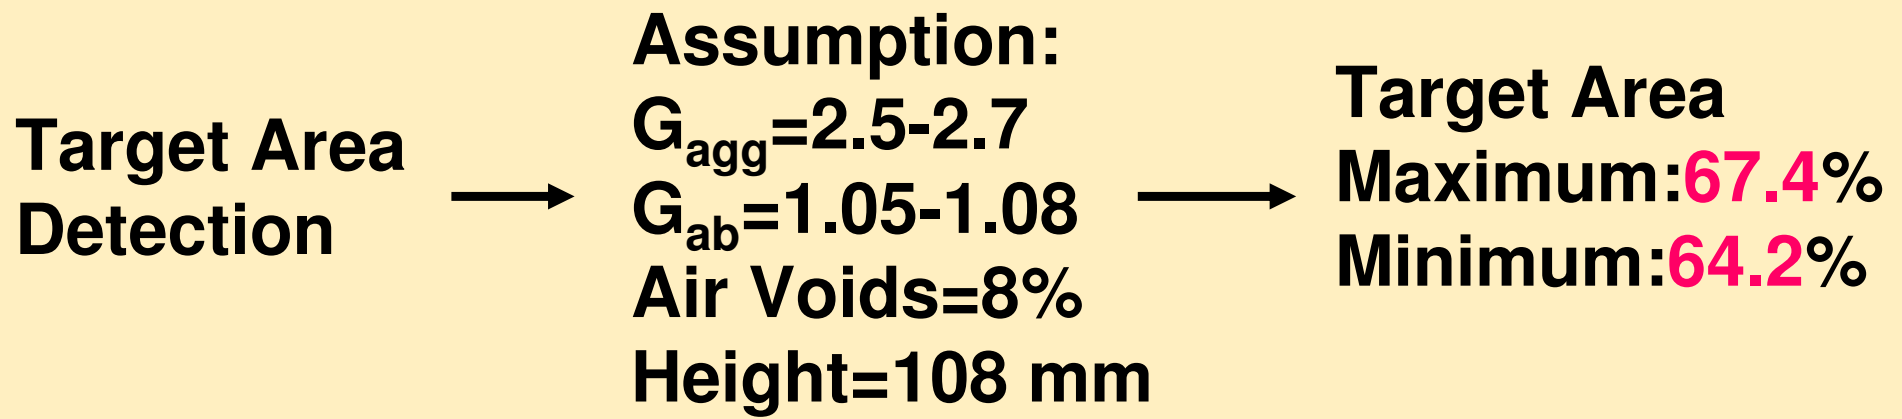 Target Area
Detection
Assumption:
Gagg=2.5-2.7
Gab=1.05-1.08
Air Voids=8%
Height=108 mm
Target Area
Maximum:67.4%
Minimum:64.2%